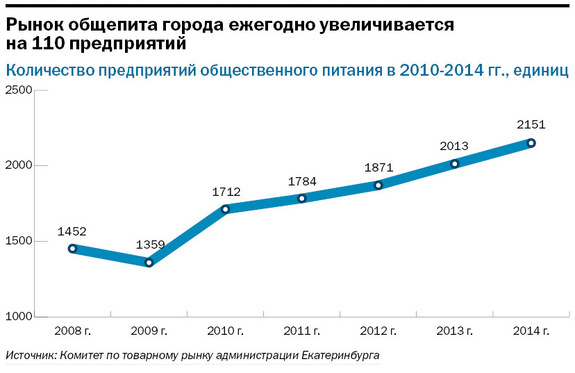 Рынок общепита города ежегодно увеличивается
на 110 предприятий
Количество предприятий общественного питания в 2010-2014 гг., единиц
2500
2000
1500
1000
1452
1359
1712
1784
1871
2013
2151
2008 г. 2009 г. 2010 г. 2011 г. 2012 г. 2013 г. 2014 г.
Источник: Комитет по товарному рынку администрации Екатеринбурга